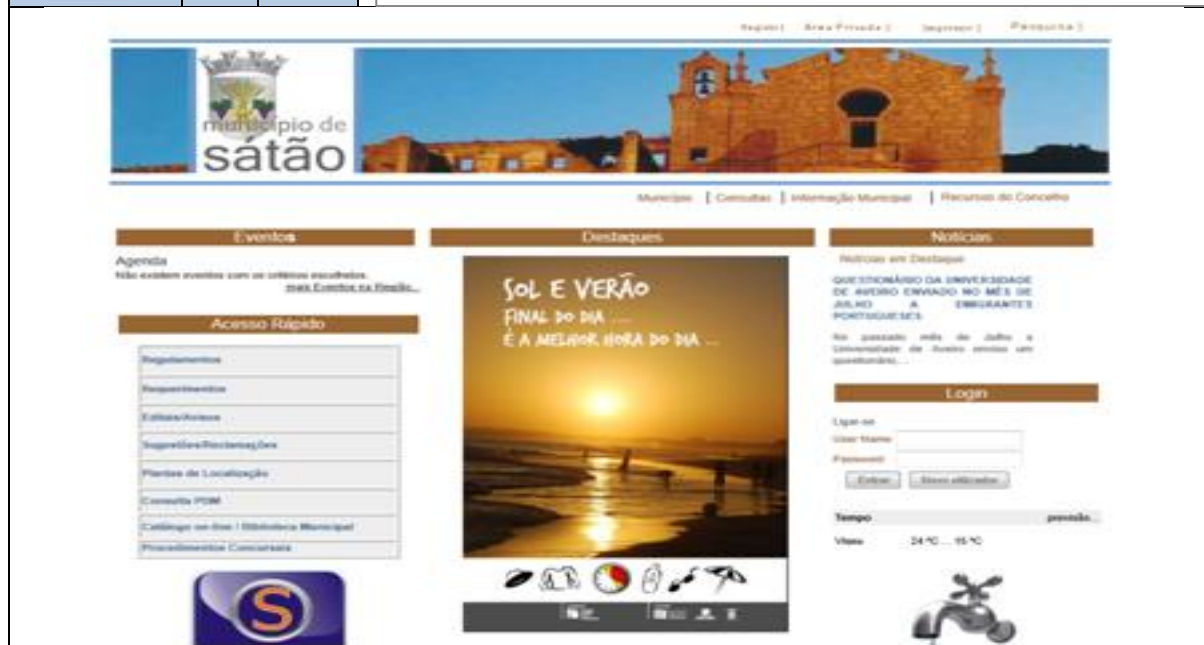 Registo |  Área Privada |  Imprimir |  Pesquisa |
município de
sátão
Município | Consultas | Informação Municipal | Recursos do Concelho
Eventos
Agenda
Não existem eventos com os critérios escolhidos.
mais Eventos na Região...
Acesso Rápido
Regulamentos
Requerimentos
Editais/Avisos
Sugestões/Reclamações
Plantas de Localização
Consulta PDM
Catálogo on-line / Biblioteca Municipal
Procedimentos Concursais
S
Destaques
SOL E VERÃO
FINAL DO DIA ...
É A MELHOR HORA DO DIA ...
Notícias
Notícias em Destaque
QUESTIONÁRIO DA UNIVERSIDADE
DE AVEIRO ENVIADO NO MÊS DE
JULHO A EMIGRANTES
PORTUGUESES
No passado mês de Julho a
Universidade de Aveiro enviou um
questionário,...
Login
Ligar-se
User Name
Password
Entrar  Novo utilizador
Tempo  previsão...
Viseu  24 ºC ... 15 ºC